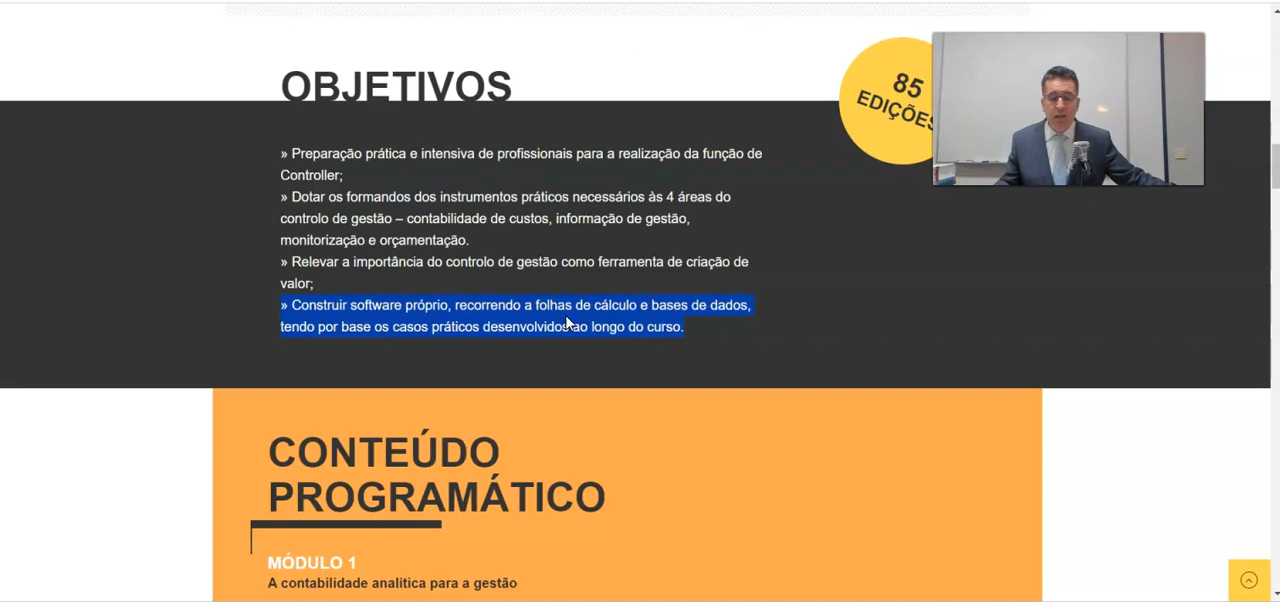 OBJETIVOS
85
EDIÇÕES
» Preparação prática e intensiva de profissionais para a realização da função de
Controller;
» Dotar os formandos dos instrumentos práticos necessários às 4 áreas do
controlo de gestão – contabilidade de custos, informação de gestão,
monitorização e orçamentação.
» Relevar a importância do controlo de gestão como ferramenta de criação de
valor;
» Construir software próprio, recorrendo a folhas de cálculo e bases de dados,
tendo por base os casos práticos desenvolvidos ao longo do curso.
CONTEÚDO
PROGRAMÁTICO
MÓDULO 1
A contabilidade analítica para a gestão